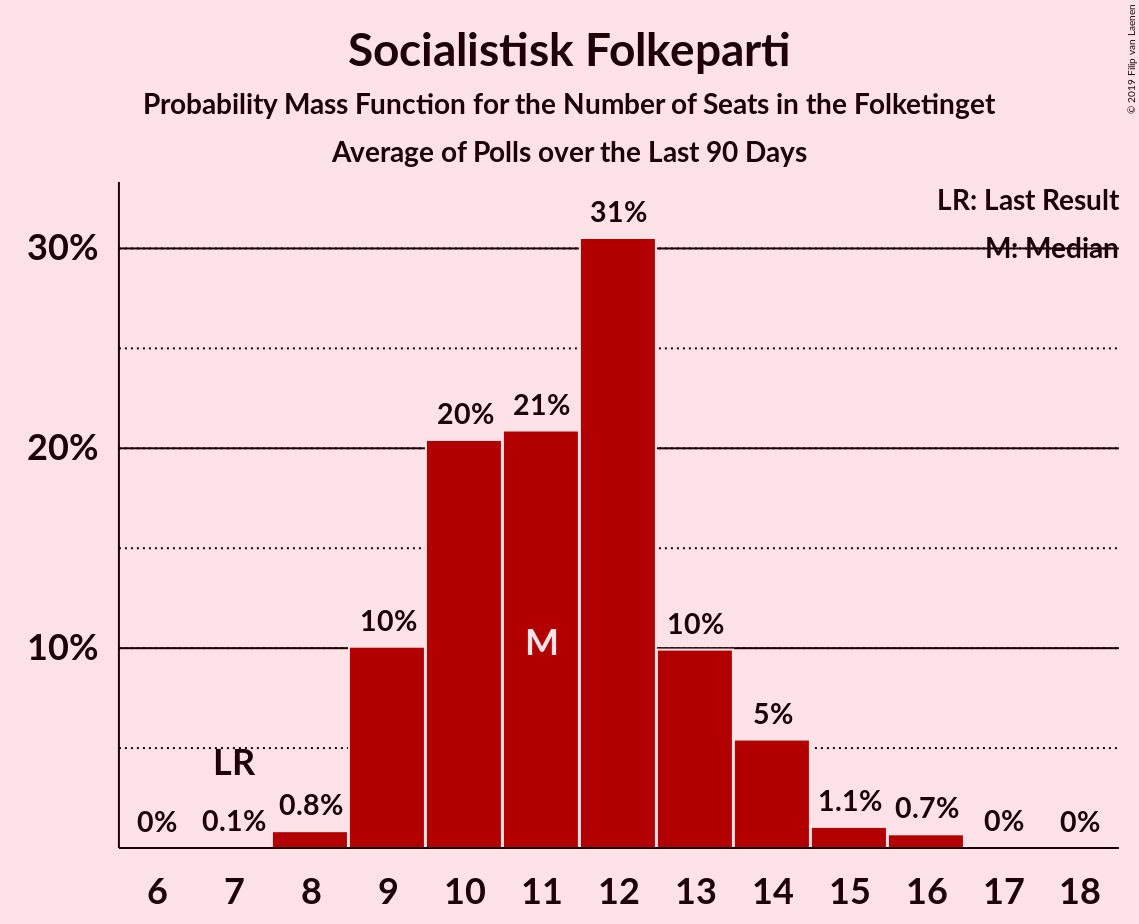 Socialistisk Folkeparti
Probability Mass Function for the Number of Seats in the Folketinget
Average of Polls over the Last 90 Days
© 2019 Filip van Laenen
LR: Last Result
M: Median
30%
20%
10%
0%
0.1%
0.8%
10%
20%
21%
31%
10%
5%
1.1%
0.7%
0%
0%
LR
M
6 7 8 9 10 11 12 13 14 15 16 17 18